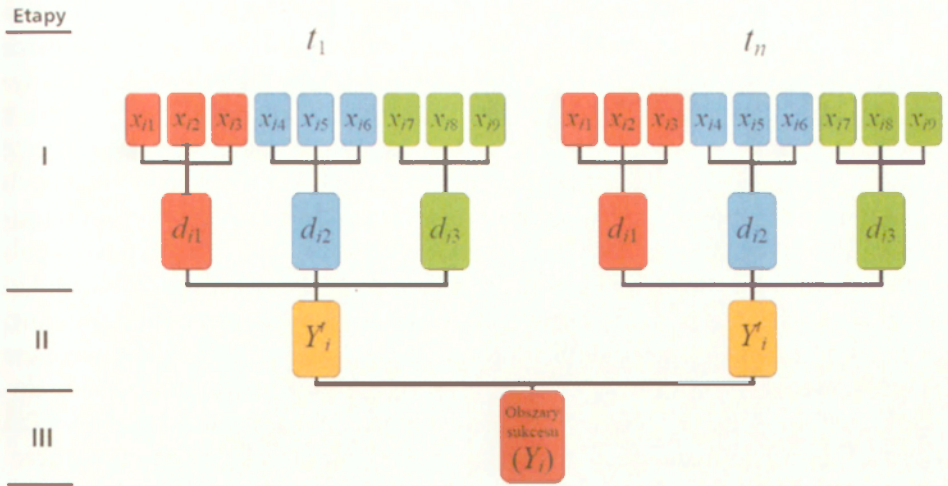 Etapy
t₁ tₙ
xᵢ₁ xᵢ₂ xᵢ₃ xᵢ₄ xᵢ₅ xᵢ₆ xᵢ₇ xᵢ₈ xᵢ₉ xᵢ₁ xᵢ₂ xᵢ₃ xᵢ₄ xᵢ₅ xᵢ₆ xᵢ₇ xᵢ₈ xᵢ₉
I
dᵢ₁ dᵢ₂ dᵢ₃ dᵢ₁ dᵢ₂ dᵢ₃
II
Y'ᵢ Y'ᵢ
Obszary
sukcesu
(Yᵢ)
III